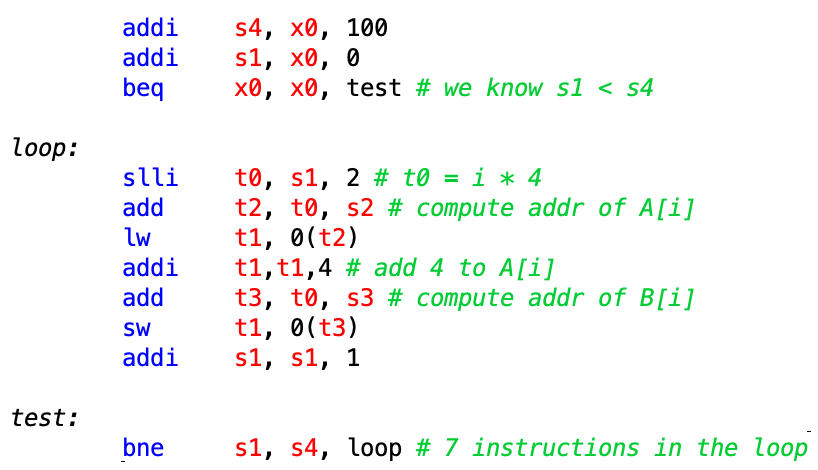 addi s4, x0, 100
addi s1, x0, 0
beq x0, x0, test # we know s1 < s4
loop:
slli t0, s1, 2 # t0 = i * 4
add t2, t0, s2 # compute addr of A[i]
lw t1, 0(t2)
addi t1,t1,4 # add 4 to A[i]
add t3, t0, s3 # compute addr of B[i]
sw t1, 0(t3)
addi s1, s1, 1
test:
bne s1, s4, loop # 7 instructions in the loop